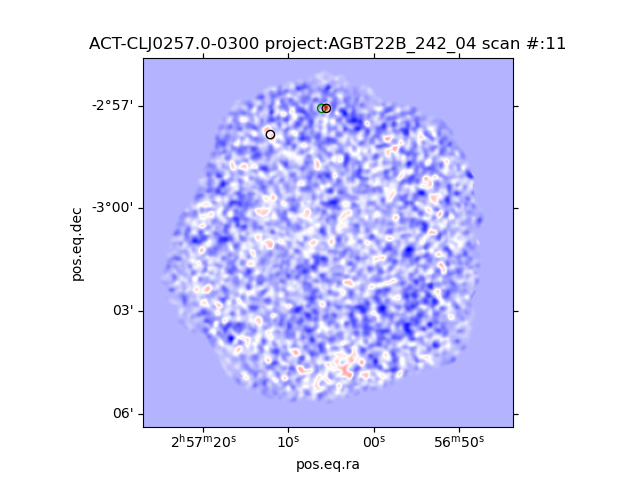 ACT-CLJ0257.0-0300 project:AGBT22B_242_04 scan #:11
-2°57'
-3°00'
03'
06'
pos.eq.dec
2ʰ57ᵐ20ˢ 10ˢ 00ˢ 56ᵐ50ˢ
pos.eq.ra